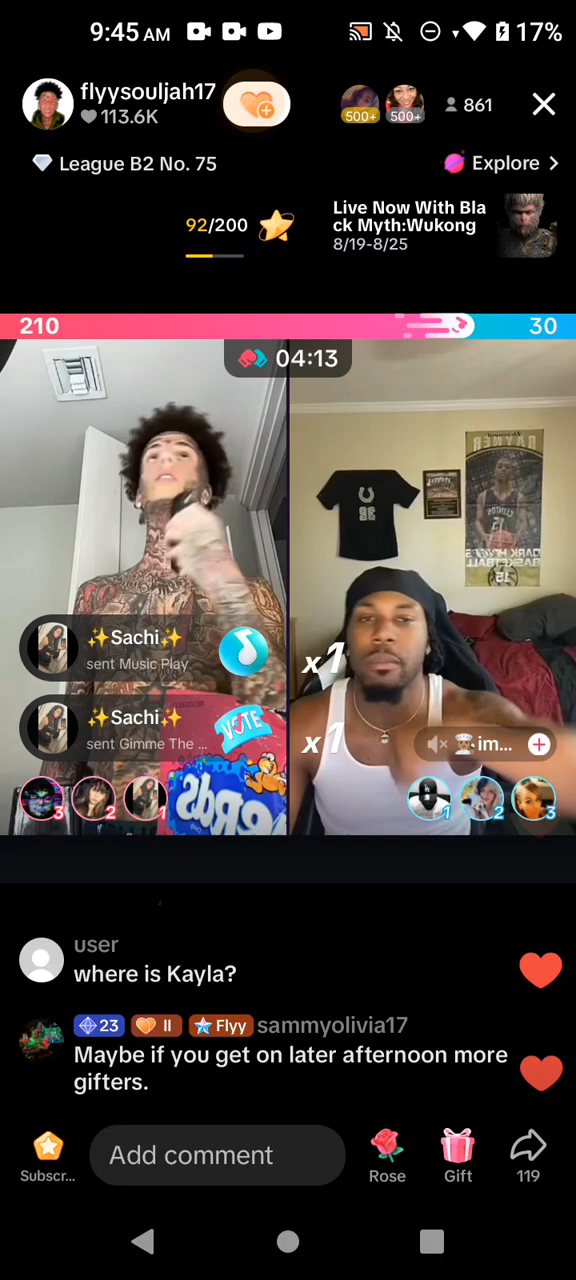 9:45 AM
17%
flyysouljah17
113.6K
500+
500+
861
League B2 No. 75
Explore
92/200
Live Now With Bla
ck Myth:Wukong
8/19-8/25
210
30
04:13
✨Sachi✨
sent Music Play
x1
✨Sachi✨
sent Gimme The ...
x1
VOTE
im...
3
2
1
1
2
3
user
where is Kayla?
23
II
Flyy
sammyolivia17
Maybe if you get on later afternoon more
gifters.
Subscr...
Add comment
Rose
Gift
119